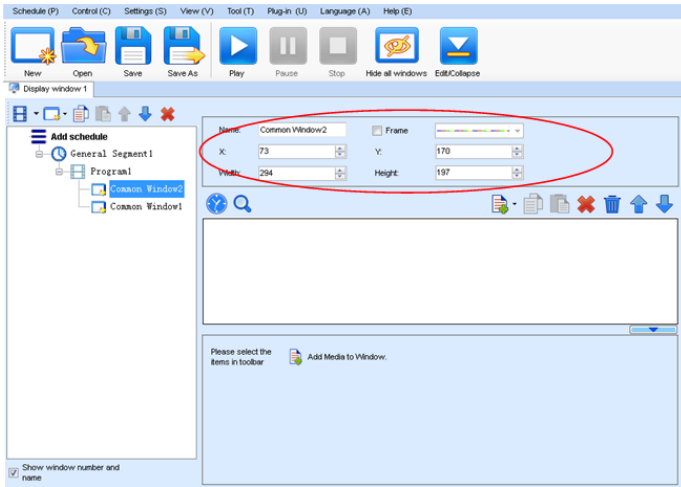 Schedule (P) Control (C) Settings (S) View (V) Tool (T) Plug-in (U) Language (A) Help (E)
New Open Save Save As Play Pause Stop Hide all windows Edit/Collapse
Display window 1
Add schedule
General Segment1
Program1
Common Window2
Common Window1
Show window number and
name
Name: Common Window2 Frame
X: 73 Y: 170
Width: 294 Height: 197
Please select the
items in toolbar
Add Media to Window.